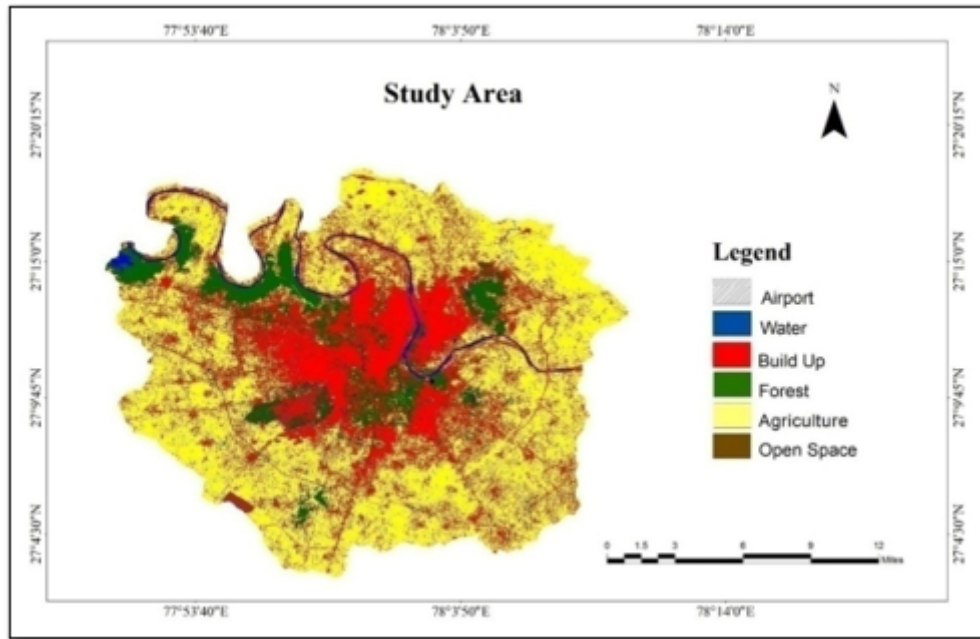 77°53'40"E 78°3'50"E 78°14'0"E
Study Area
N
27°20'15"N 27°20'15"N
27°15'0"N 27°15'0"N
Legend
Airport
Water
Build Up
Forest
27°9'45"N 27°9'45"N
Agriculture
Open Space
27°4'30"N 27°4'30"N
0 1.5 3 6 9 12
Miles
77°53'40"E 78°3'50"E 78°14'0"E